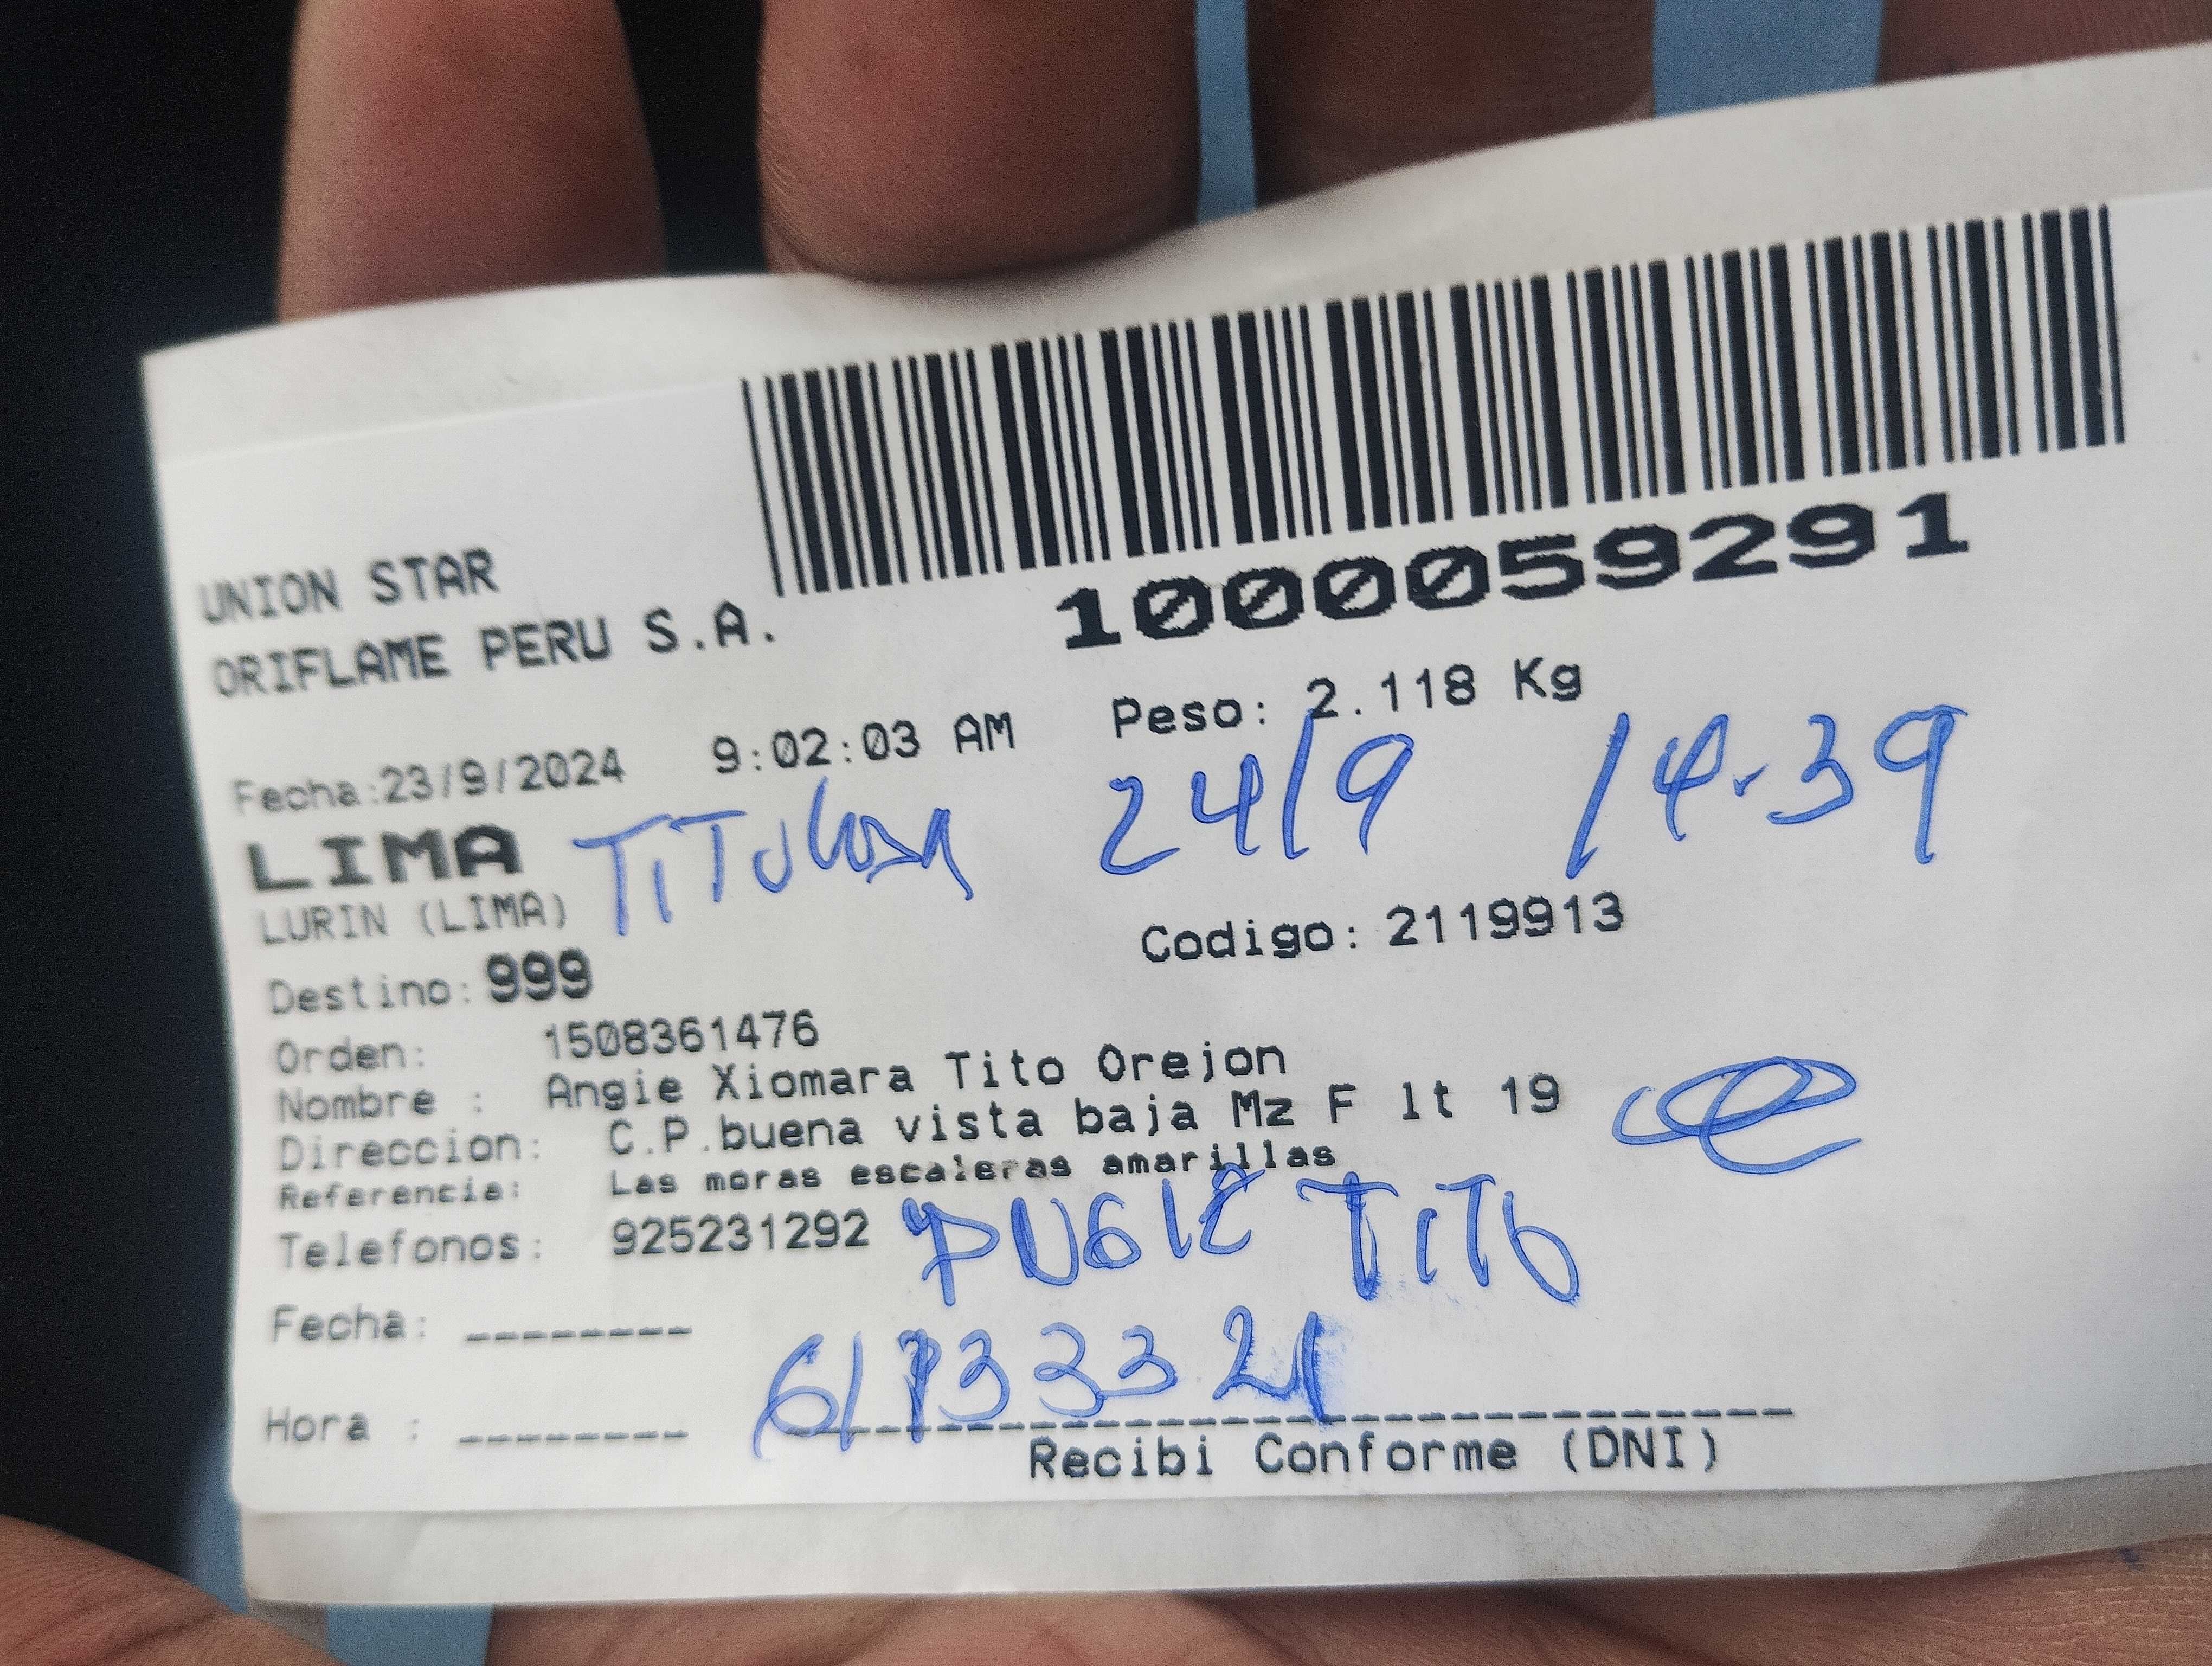 1000059291
UNION STAR
ORIFLAME PERU S.A.
Fecha:23/9/2024 9:02:03 AM Peso: 2.118 Kg
LIMA 24/9 14.39
LURIN (LIMA)
Destino: 999 Codigo: 2119913
Orden: 1508361476
Nombre : Angie Xiomara Tito Orejon
Direccion: C.P.buena vista baja Mz F lt 19
Referencia: Las moras escaleras amarillas
Telefonos: 925231292 TITO
Fecha: --------
Hora : --------
Recibi Conforme (DNI)